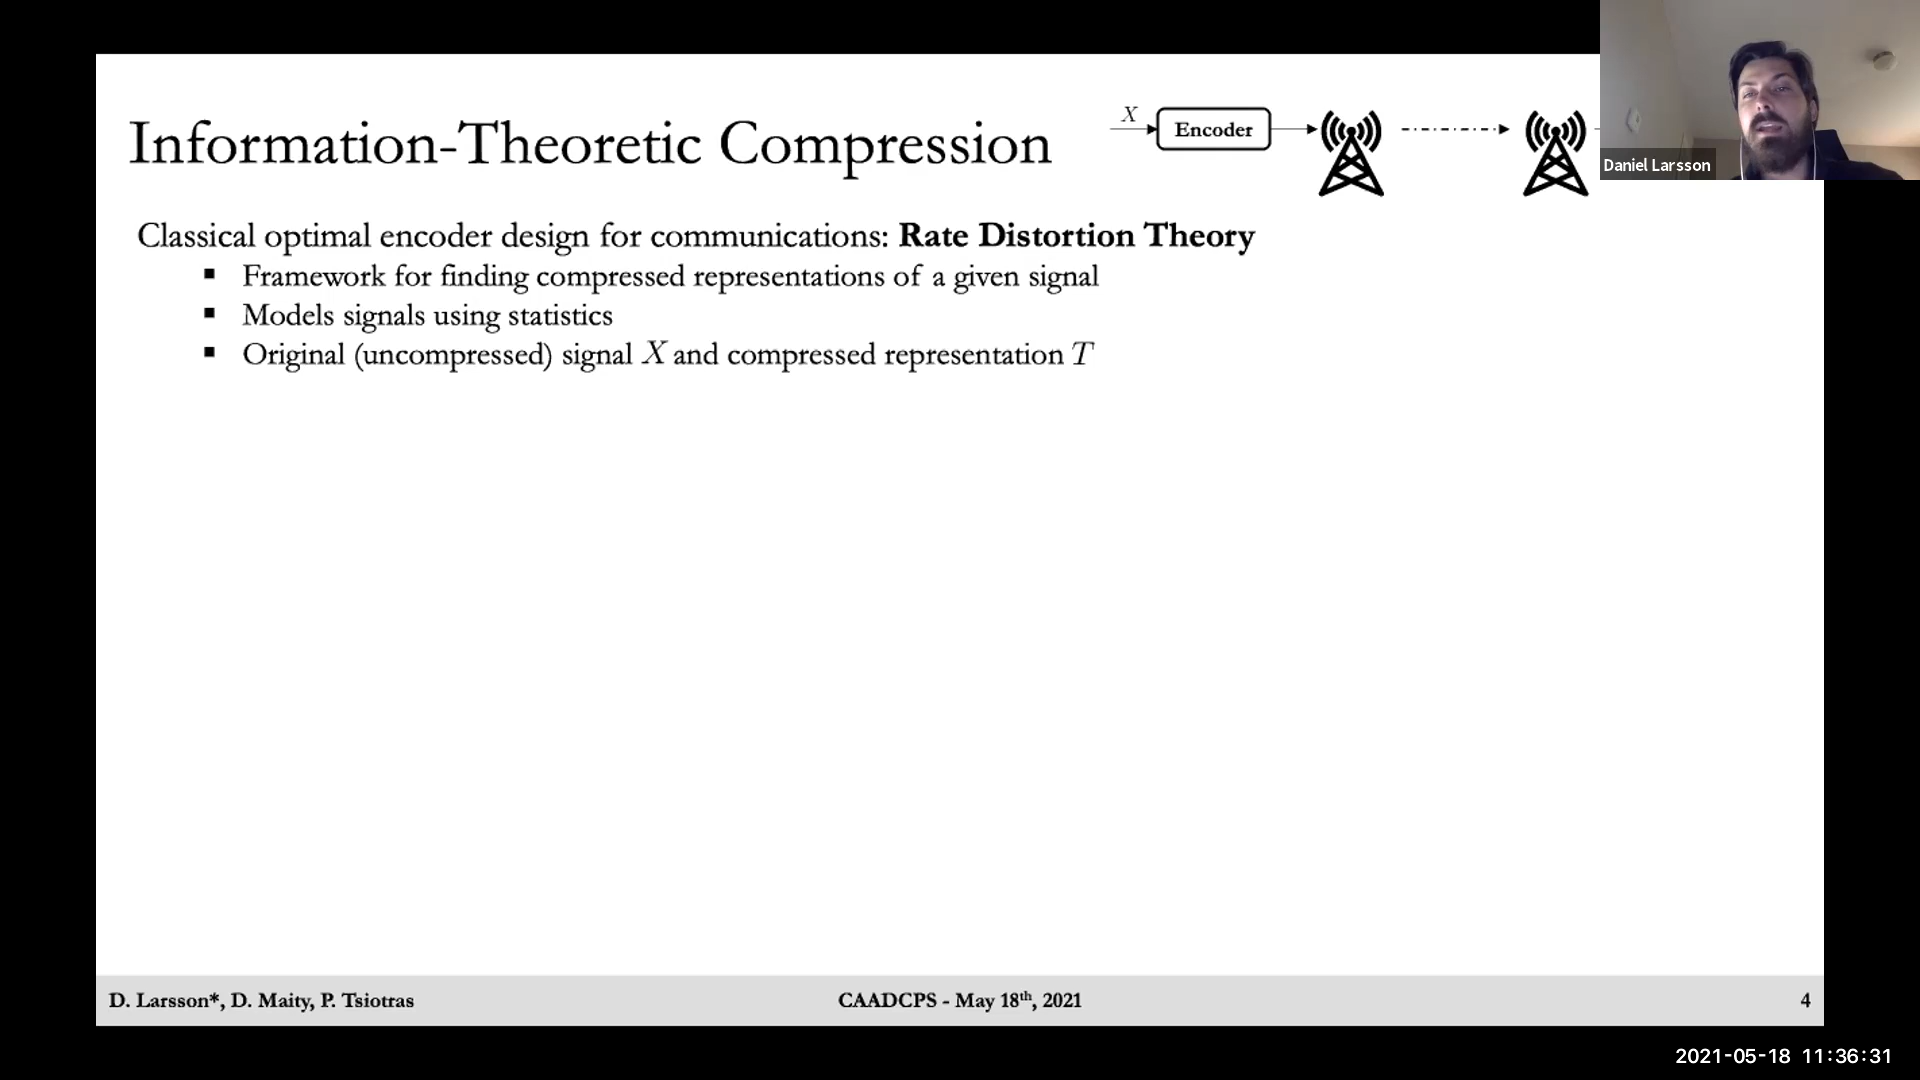 X
Encoder
Information-Theoretic Compression
Daniel Larsson
Classical optimal encoder design for communications: Rate Distortion Theory
▪ Framework for finding compressed representations of a given signal
▪ Models signals using statistics
▪ Original (uncompressed) signal X and compressed representation T
D. Larsson*, D. Maity, P. Tsiotras
CAADCPS - May 18th, 2021
4
2021-05-18 11:36:31